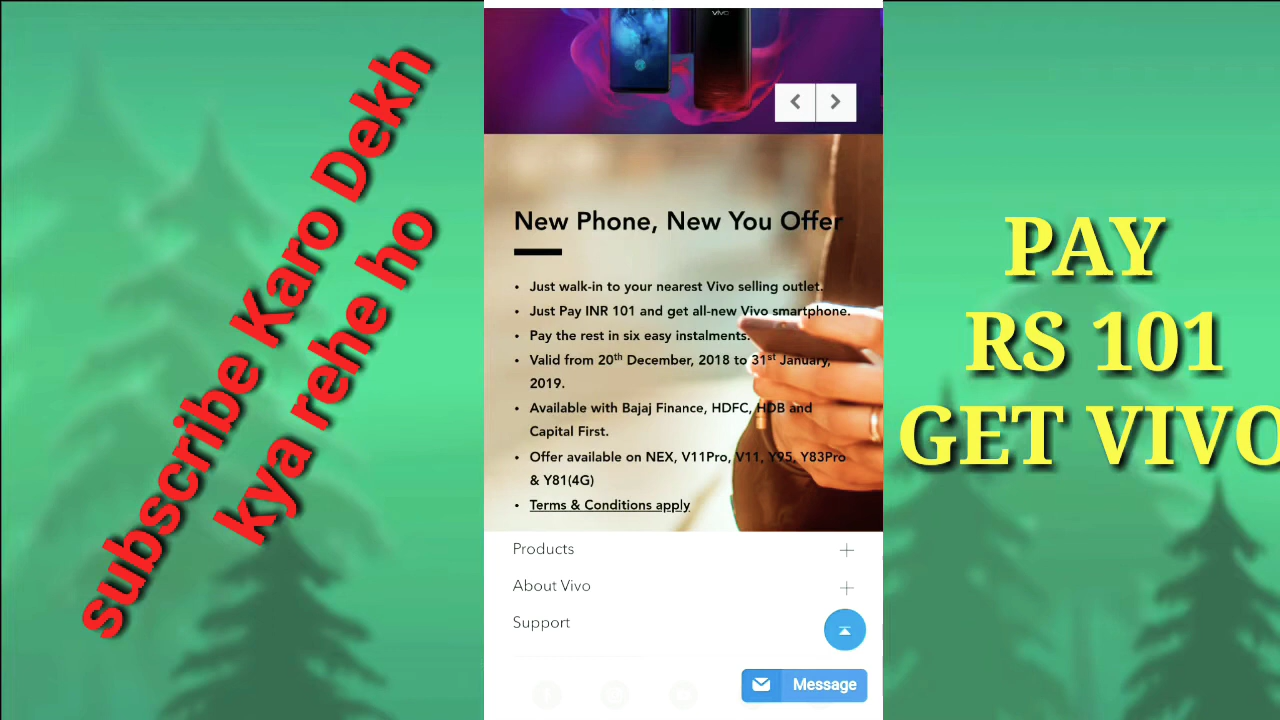 subscribe Karo Dekh
kya rehe ho
vivo
New Phone, New You Offer
• Just walk-in to your nearest Vivo selling outlet.
• Just Pay INR 101 and get all-new Vivo smartphone.
• Pay the rest in six easy instalments.
• Valid from 20th December, 2018 to 31st January,
2019.
• Available with Bajaj Finance, HDFC, HDB and
Capital First.
• Offer available on NEX, V11Pro, V11, Y95, Y83Pro
& Y81(4G)
• Terms & Conditions apply
Products
About Vivo
Support
Message
PAY
RS 101
GET VIVO